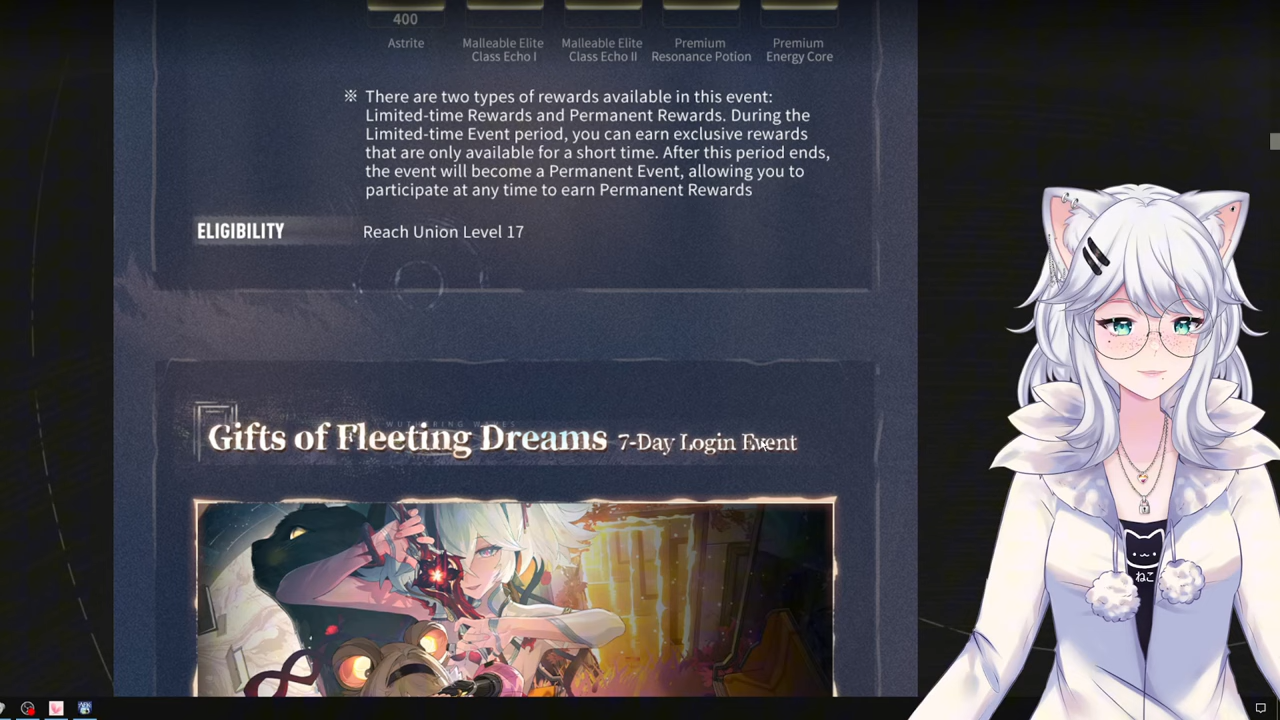 400
Astrite
Malleable Elite
Class Echo I
Malleable Elite
Class Echo II
Premium
Resonance Potion
Premium
Energy Core
※ There are two types of rewards available in this event:
Limited-time Rewards and Permanent Rewards. During the
Limited-time Event period, you can earn exclusive rewards
that are only available for a short time. After this period ends,
the event will become a Permanent Event, allowing you to
participate at any time to earn Permanent Rewards
ELIGIBILITY
Reach Union Level 17
WUTHERING WAVES
Gifts of Fleeting Dreams 7-Day Login Event
ねこ